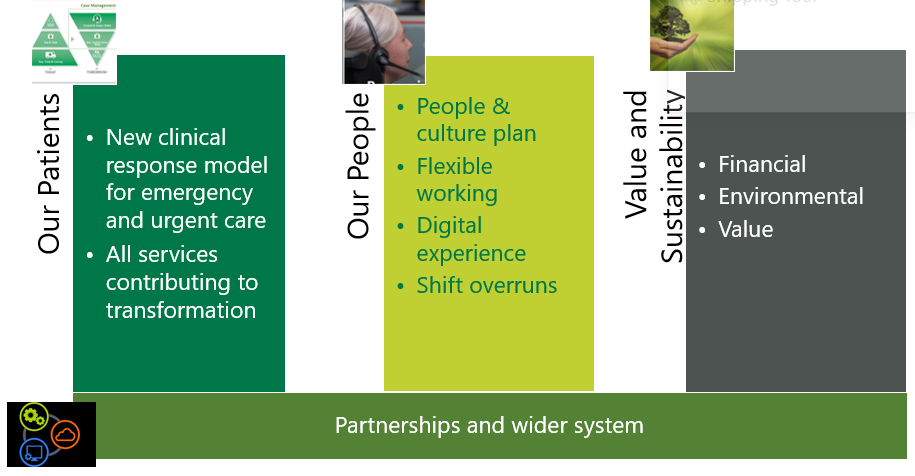 Case Management
TODAY
TOMORROW
Our Patients
• New clinical
response model
for emergency
and urgent care
• All services
contributing to
transformation
Our People
• People &
culture plan
• Flexible
working
• Digital
experience
• Shift overruns
Value and
Sustainability
• Financial
• Environmental
• Value
Partnerships and wider system